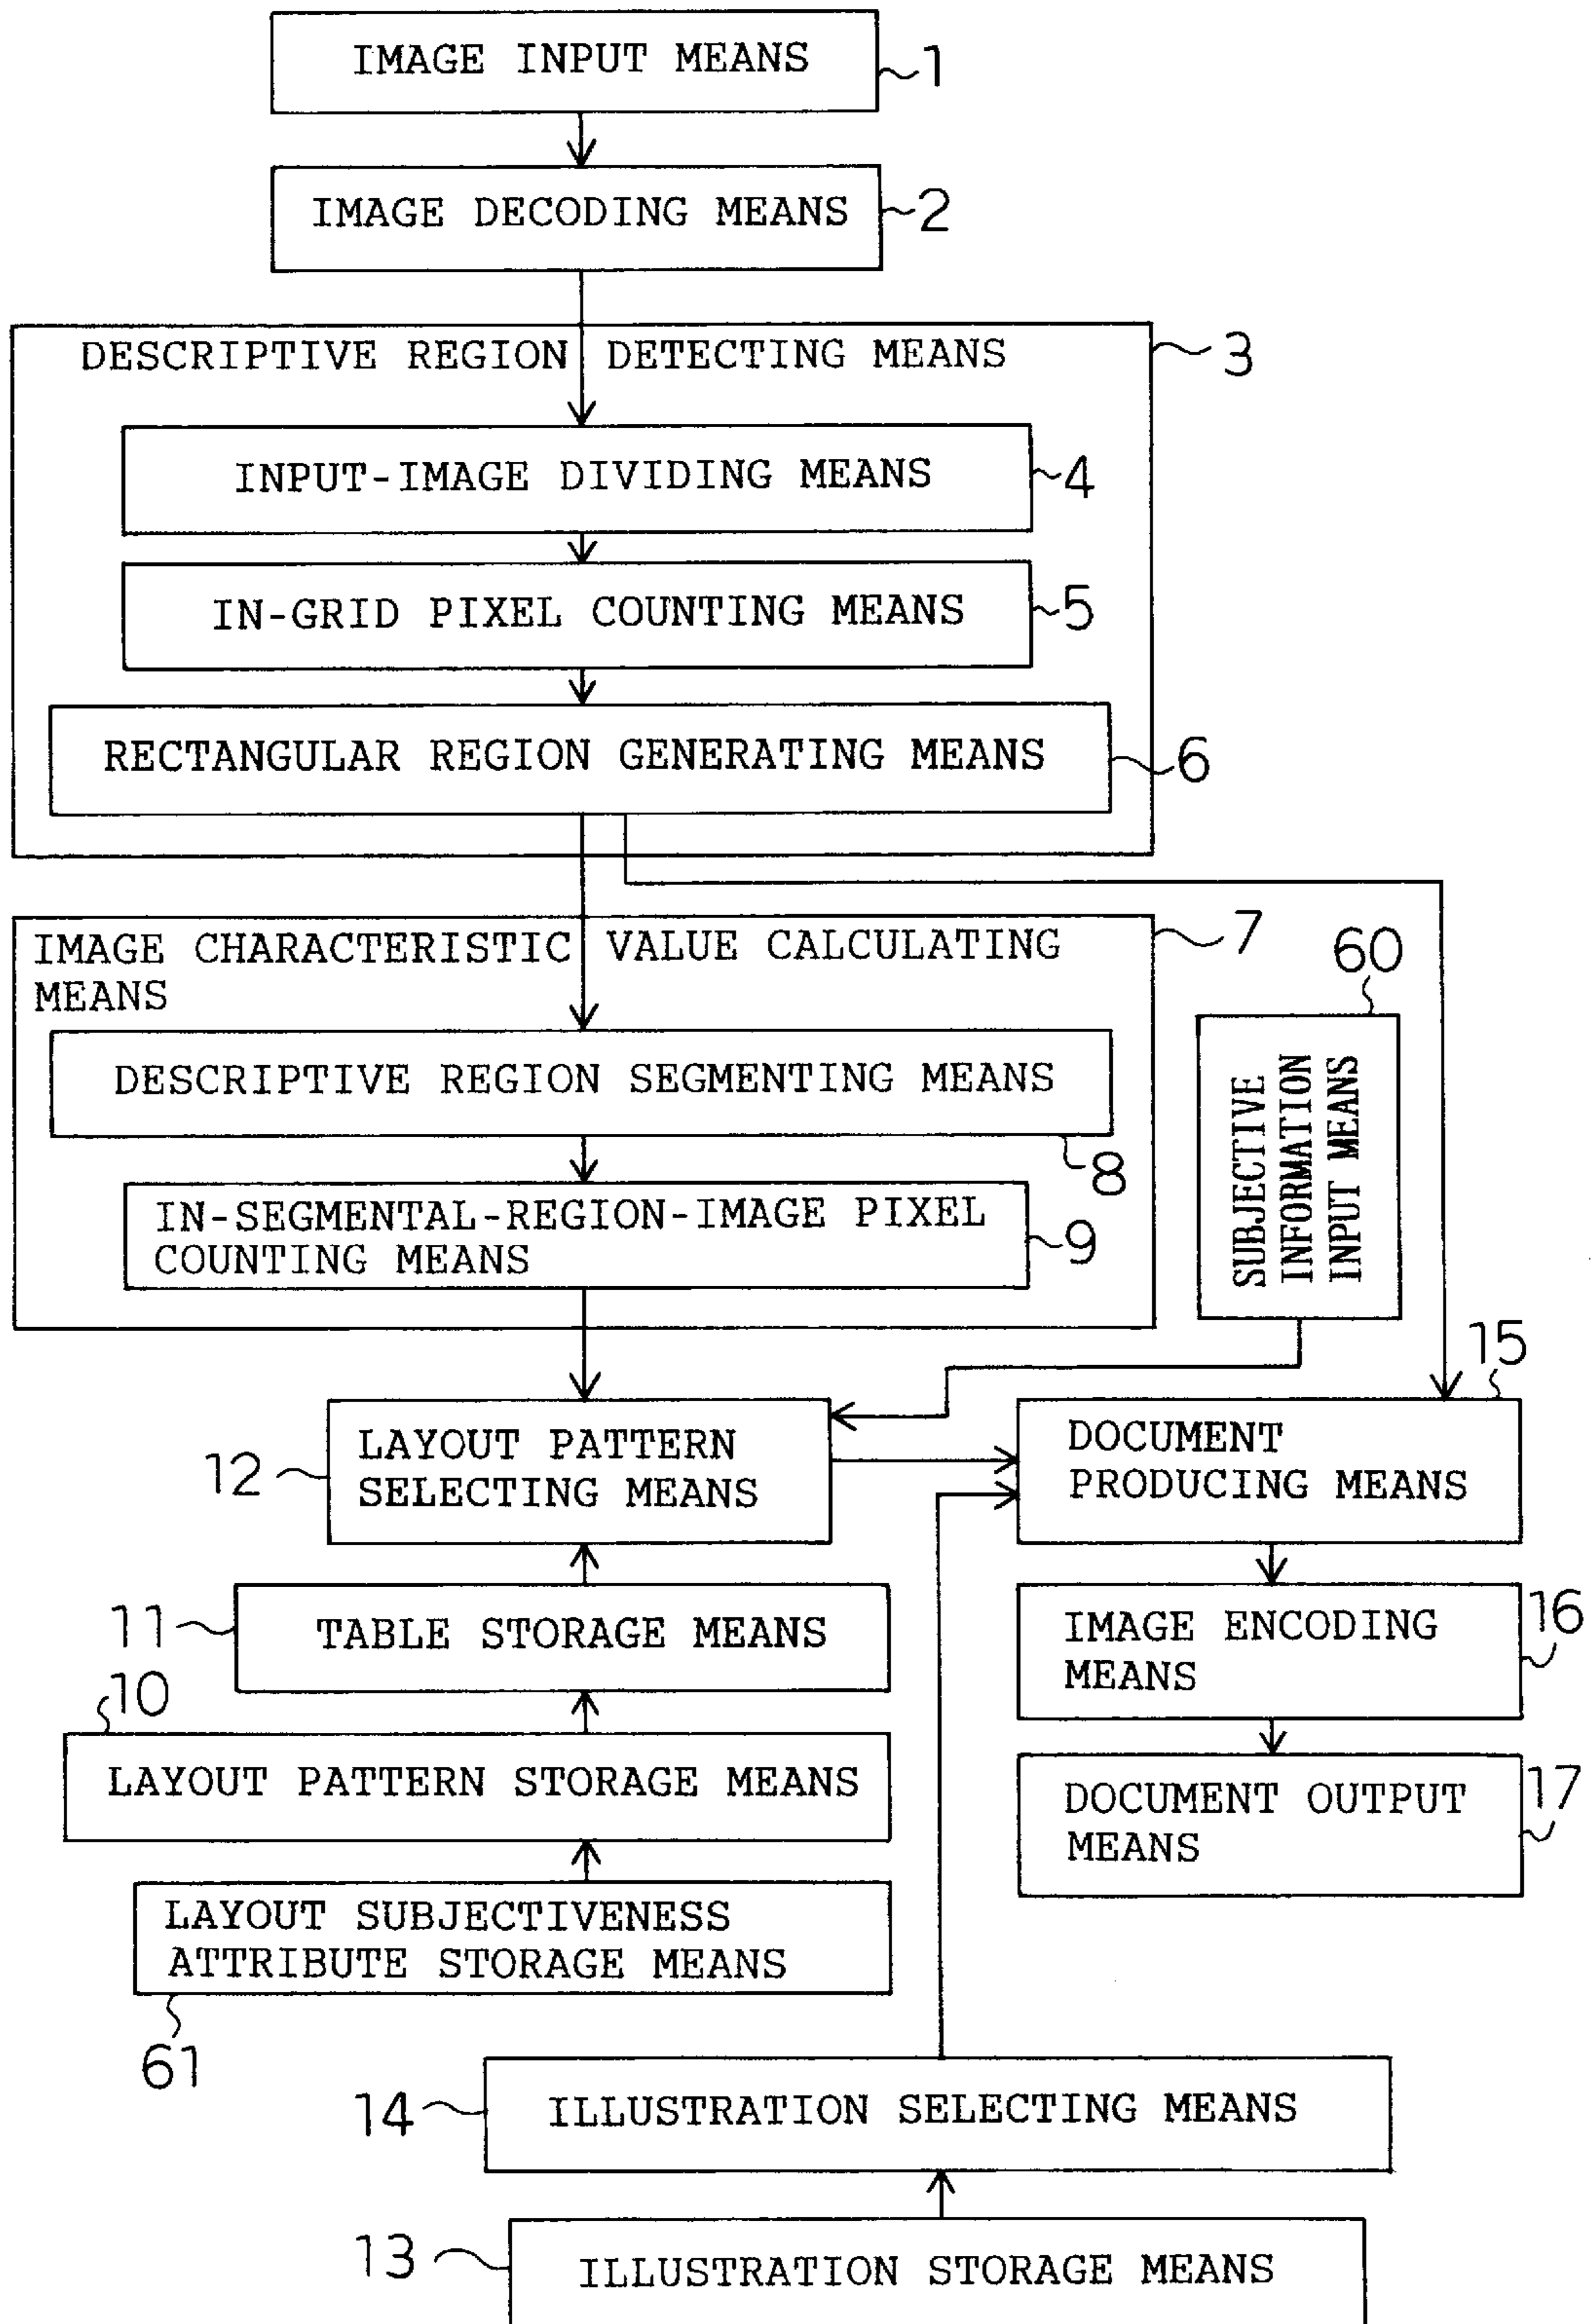 IMAGE INPUT MEANS
1
IMAGE DECODING MEANS
2
DESCRIPTIVE REGION DETECTING MEANS
3
INPUT-IMAGE DIVIDING MEANS
4
IN-GRID PIXEL COUNTING MEANS
5
RECTANGULAR REGION GENERATING MEANS
6
IMAGE CHARACTERISTIC VALUE CALCULATING
MEANS
7
DESCRIPTIVE REGION SEGMENTING MEANS
8
IN-SEGMENTAL-REGION-IMAGE PIXEL
COUNTING MEANS
9
60
SUBJECTIVE
INFORMATION
INPUT MEANS
12
LAYOUT PATTERN
SELECTING MEANS
15
DOCUMENT
PRODUCING MEANS
11
TABLE STORAGE MEANS
16
IMAGE ENCODING
MEANS
10
LAYOUT PATTERN STORAGE MEANS
17
DOCUMENT OUTPUT
MEANS
LAYOUT SUBJECTIVENESS
ATTRIBUTE STORAGE MEANS
61
14
ILLUSTRATION SELECTING MEANS
13
ILLUSTRATION STORAGE MEANS